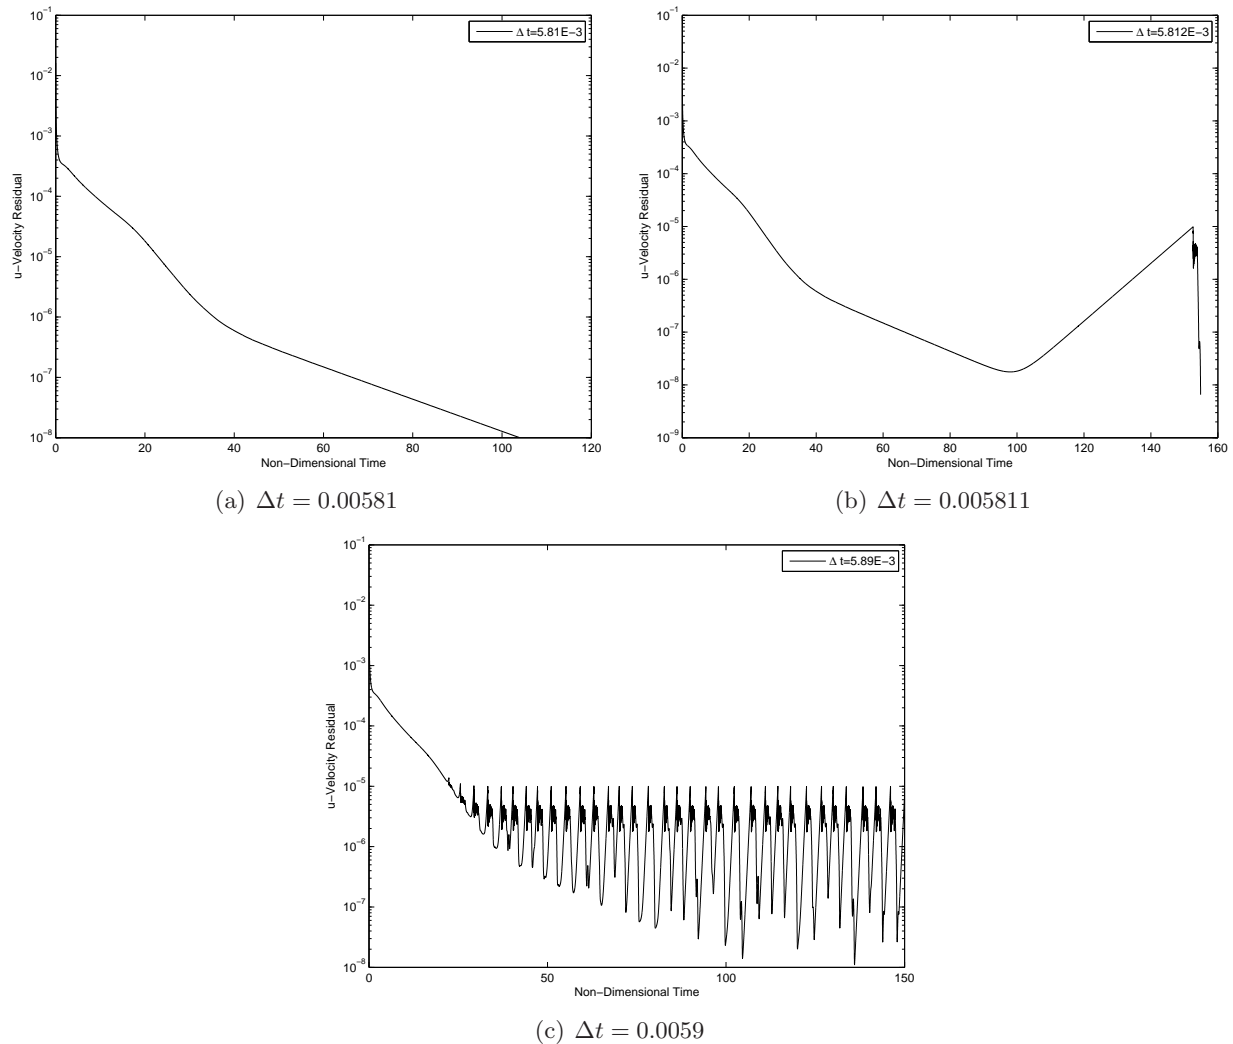 10⁻¹
10⁻²
10⁻³
10⁻⁴
10⁻⁵
10⁻⁶
10⁻⁷
10⁻⁸
u−Velocity Residual
Δ t=5.81E−3
0 20 40 60 80 100 120
Non−Dimensional Time
(a) Δt = 0.00581
10⁻¹
10⁻²
10⁻³
10⁻⁴
10⁻⁵
10⁻⁶
10⁻⁷
10⁻⁸
10⁻⁹
u−Velocity Residual
Δ t=5.812E−3
0 20 40 60 80 100 120 140 160
Non−Dimensional Time
(b) Δt = 0.005811
10⁻¹
10⁻²
10⁻³
10⁻⁴
10⁻⁵
10⁻⁶
10⁻⁷
10⁻⁸
u−Velocity Residual
Δ t=5.89E−3
0 50 100 150
Non−Dimensional Time
(c) Δt = 0.0059